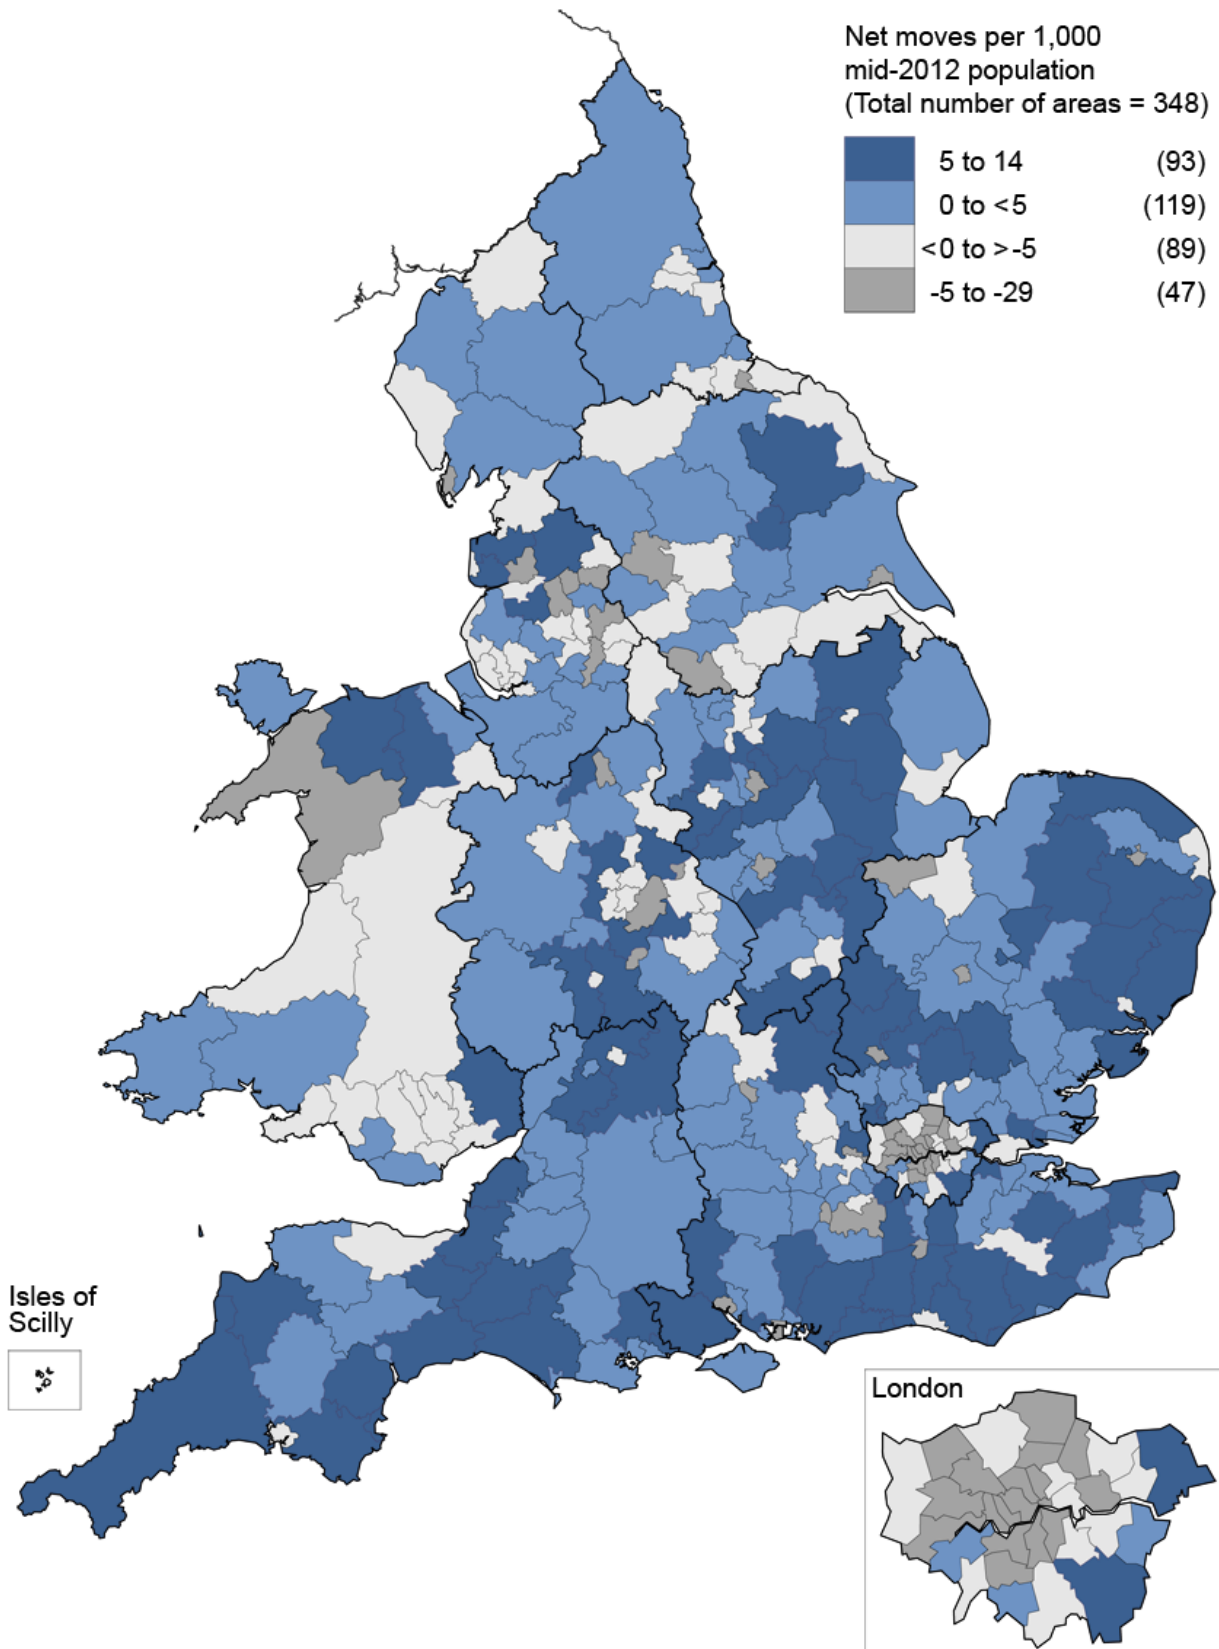 Net moves per 1,000
mid-2012 population
(Total number of areas = 348)
5 to 14 (93)
0 to <5 (119)
<0 to >-5 (89)
-5 to -29 (47)
Isles of
Scilly
London